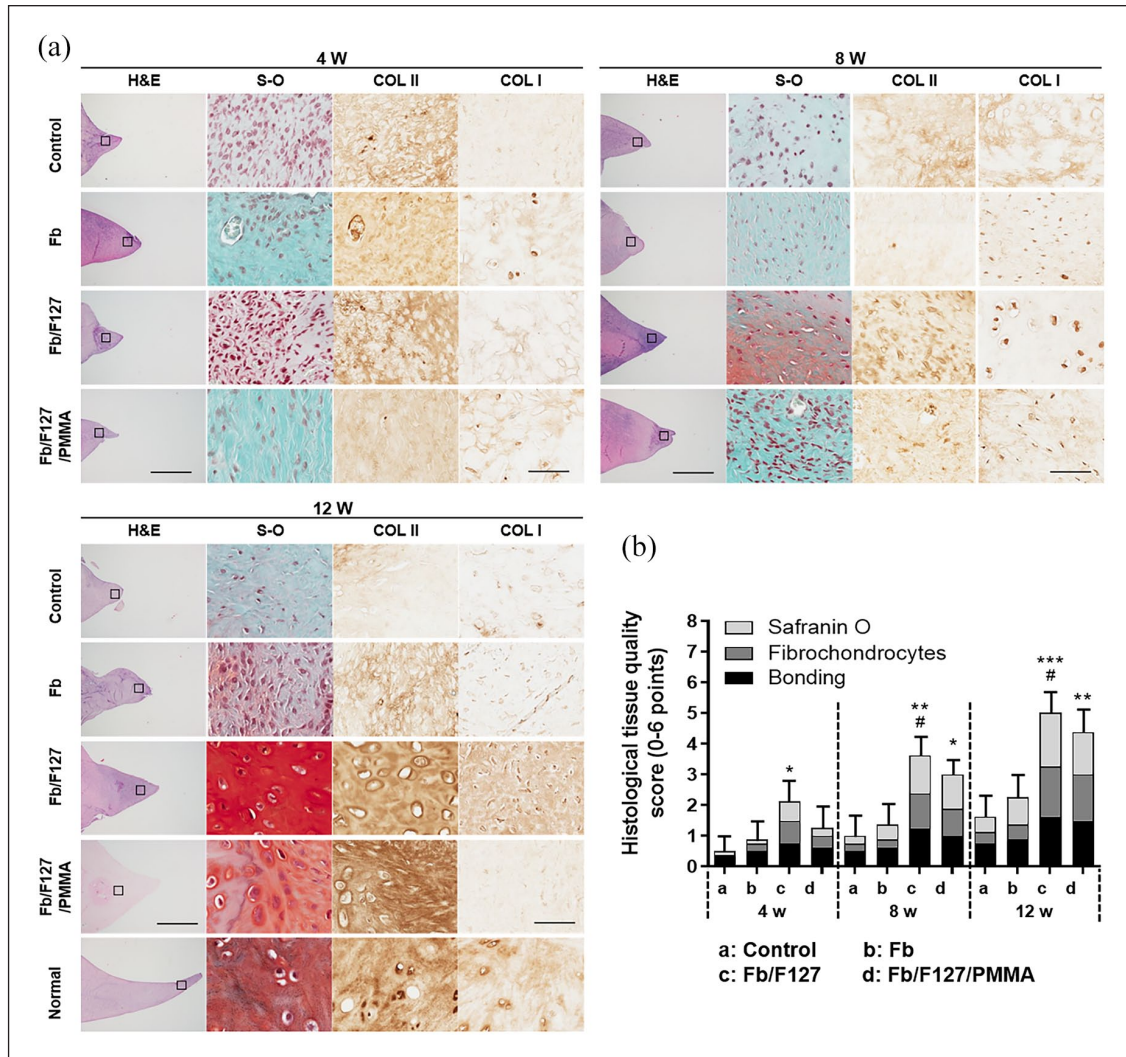 (a)
4 W
H&E S-O COL II COL I
Control
Fb
Fb/F127
Fb/F127
/PMMA
8 W
H&E S-O COL II COL I
12 W
H&E S-O COL II COL I
Control
Fb
Fb/F127
Fb/F127
/PMMA
Normal
(b)
Histological tissue quality
score (0-6 points)
8
7
6
5
4
3
2
1
0
Safranin O
Fibrochondrocytes
Bonding
*
**
#
*
***
#
**
a b c d a b c d a b c d
4 w 8 w 12 w
a: Control b: Fb
c: Fb/F127 d: Fb/F127/PMMA